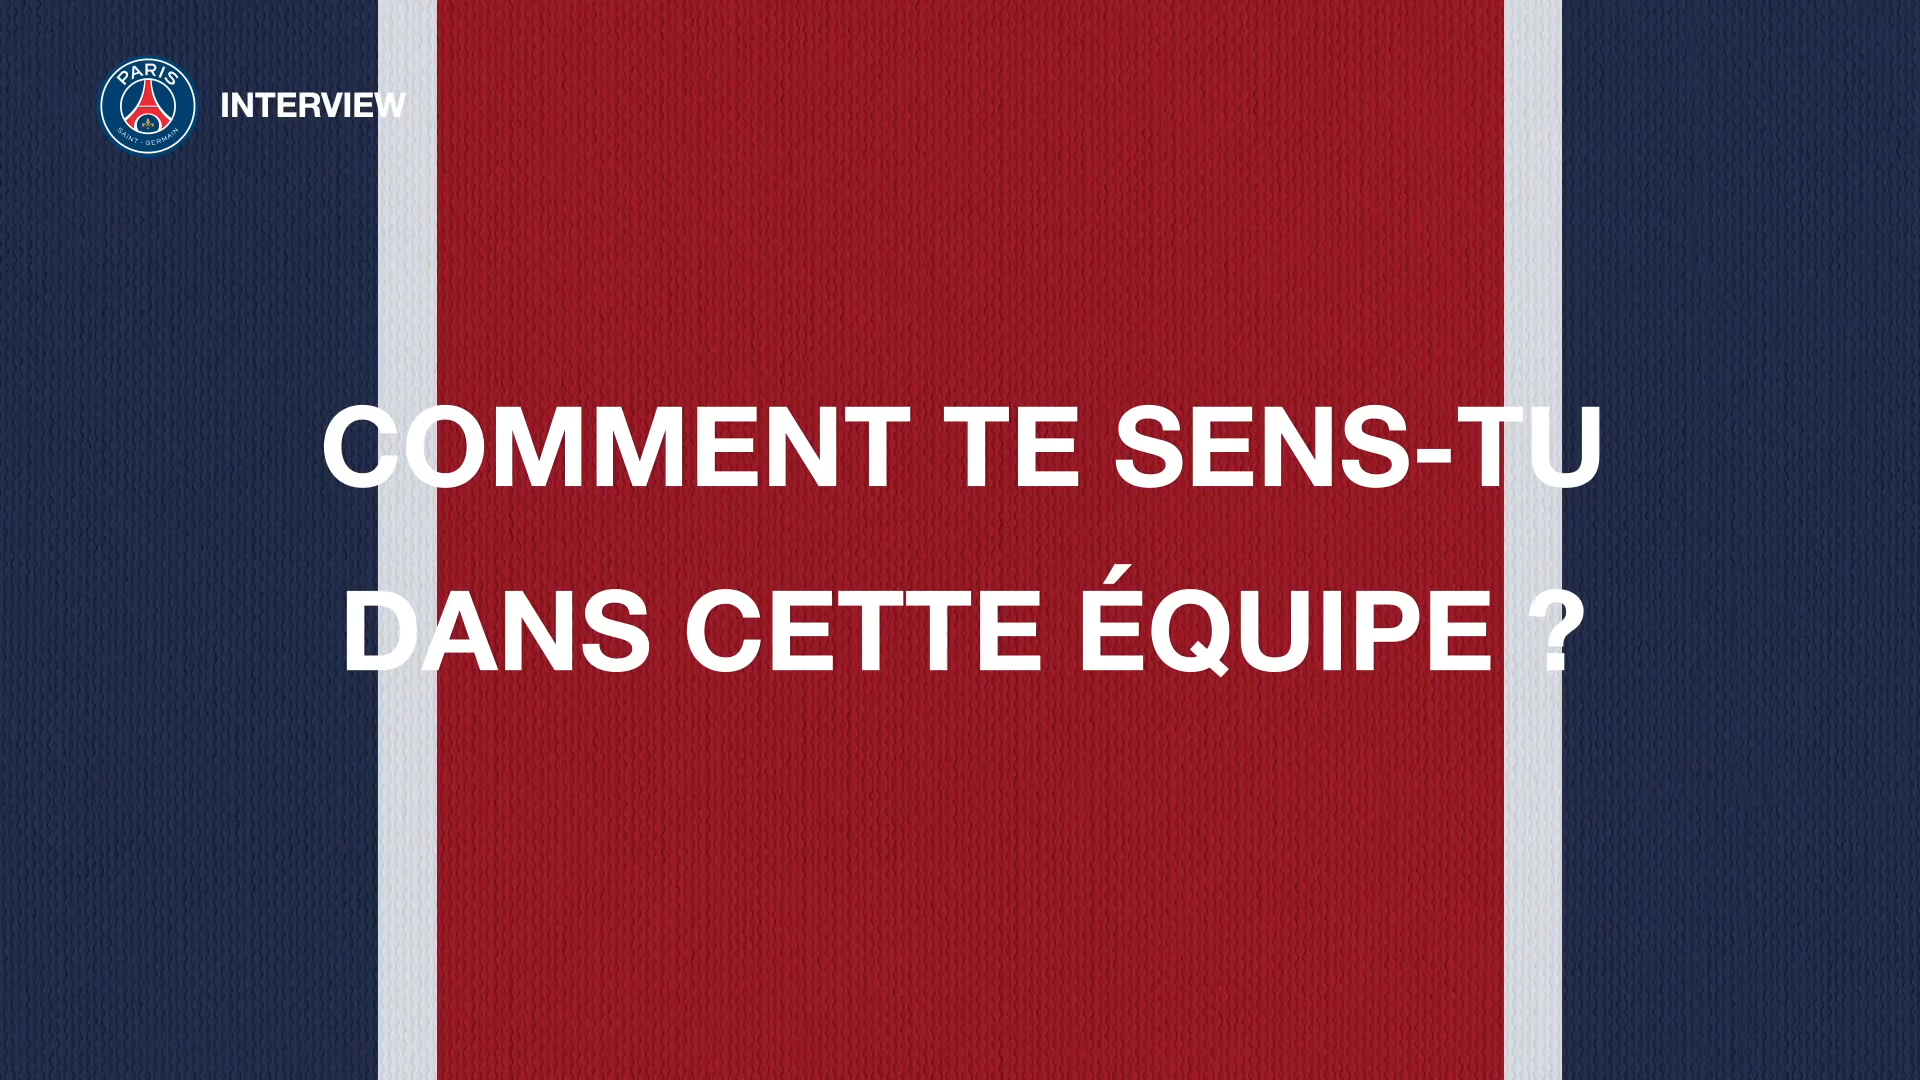 PARIS
SAINT-GERMAIN
INTERVIEW
COMMENT TE SENS-TU
DANS CETTE ÉQUIPE ?